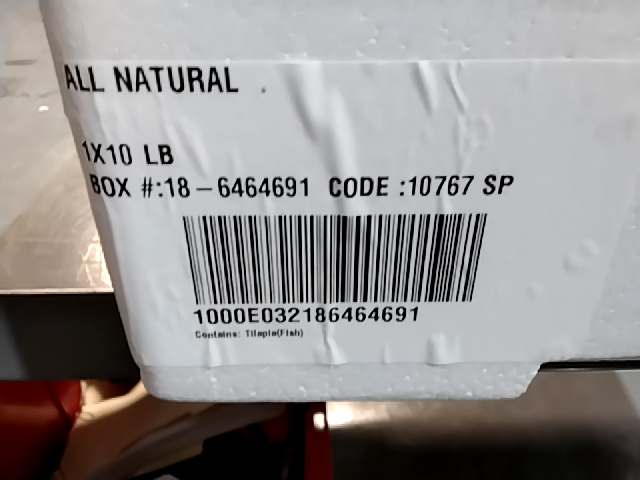 ALL NATURAL
1X10 LB
BOX #:18-6464691 CODE :10767 SP
1000E032186464691
Contains: Tilapia(Fish)